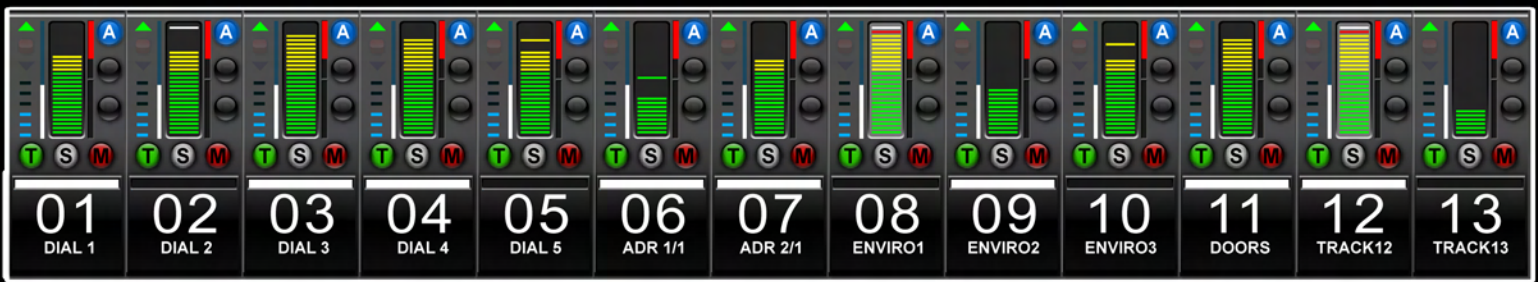 A A A A A A A A A A A A A
T S M T S M T S M T S M T S M T S M T S M T S M T S M T S M T S M T S M T S M
01 02 03 04 05 06 07 08 09 10 11 12 13
DIAL 1 DIAL 2 DIAL 3 DIAL 4 DIAL 5 ADR 1/1 ADR 2/1 ENVIRO1 ENVIRO2 ENVIRO3 DOORS TRACK12 TRACK13